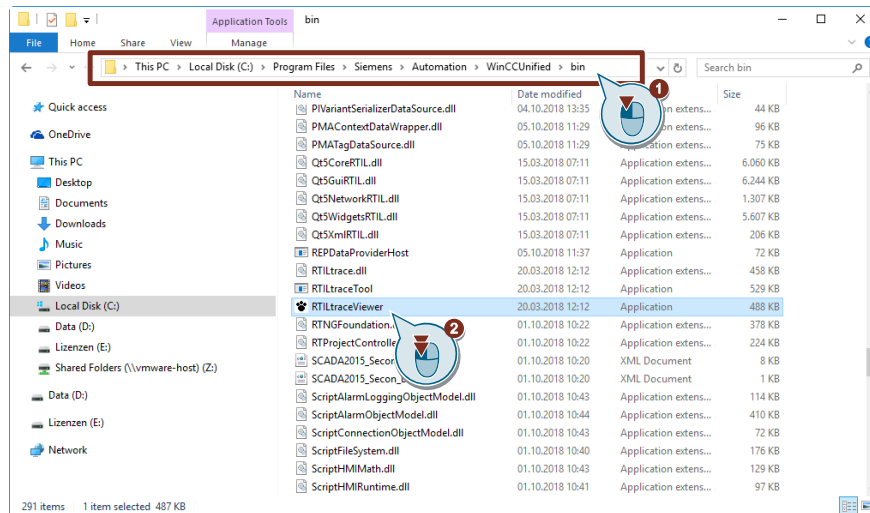 Application Tools bin
File Home Share View Manage
This PC > Local Disk (C:) > Program Files > Siemens > Automation > WinCCUnified > bin
Search bin
1
Quick access
OneDrive
This PC
Desktop
Documents
Downloads
Music
Pictures
Videos
Local Disk (C:)
Data (D:)
Lizenzen (E:)
Shared Folders (\\vmware-host) (Z:)
Data (D:)
Lizenzen (E:)
Network
Name Date modified Size
PIVariantSerializerDataSource.dll 04.10.2018 13:35 extens... 44 KB
PMAContextDataWrapper.dll 05.10.2018 11:29 extens... 96 KB
PMATagDataSource.dll 05.10.2018 11:29 Application extens... 75 KB
Qt5CoreRTIL.dll 15.03.2018 07:11 Application extens... 6.060 KB
Qt5GuiRTIL.dll 15.03.2018 07:11 Application extens... 6.244 KB
Qt5NetworkRTIL.dll 15.03.2018 07:11 Application extens... 1.307 KB
Qt5WidgetsRTIL.dll 15.03.2018 07:11 Application extens... 5.607 KB
Qt5XmlRTIL.dll 15.03.2018 07:11 Application extens... 206 KB
REPDataProviderHost 05.10.2018 11:37 Application 72 KB
RTILtrace.dll 20.03.2018 12:12 Application extens... 458 KB
RTILtraceTool 20.03.2018 12:12 Application 529 KB
RTILtraceViewer 20.03.2018 12:12 Application 488 KB
2
RTNGFoundation. 01.10.2018 10:22 Application extens... 378 KB
RTProjectControlle 01.10.2018 10:22 Application extens... 224 KB
SCADA2015_Secon 01.10.2018 10:20 XML Document 8 KB
SCADA2015_Secon_ 01.10.2018 10:20 XML Document 1 KB
ScriptAlarmLoggingObjectModel.dll 01.10.2018 10:43 Application extens... 114 KB
ScriptAlarmObjectModel.dll 01.10.2018 10:44 Application extens... 410 KB
ScriptConnectionObjectModel.dll 01.10.2018 10:43 Application extens... 72 KB
ScriptFileSystem.dll 01.10.2018 10:40 Application extens... 176 KB
ScriptHMIMath.dll 01.10.2018 10:43 Application extens... 129 KB
ScriptHMIRuntime.dll 01.10.2018 10:41 Application extens... 97 KB
291 items 1 item selected 487 KB